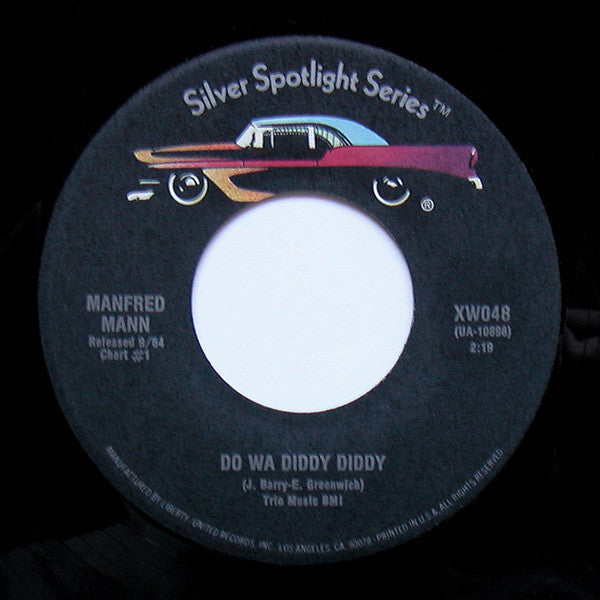 Silver Spotlight Series™
®
MANFRED
MANN
Released 9/64
Chart #1
XW048
(UA-10898)
2:19
DO WA DIDDY DIDDY
(J. Barry-E. Greenwich)
Trio Music BMI
MANUFACTURED BY LIBERTY/UNITED RECORDS, INC., LOS ANGELES, CA 90028 • PRINTED IN U.S.A. ALL RIGHTS RESERVED